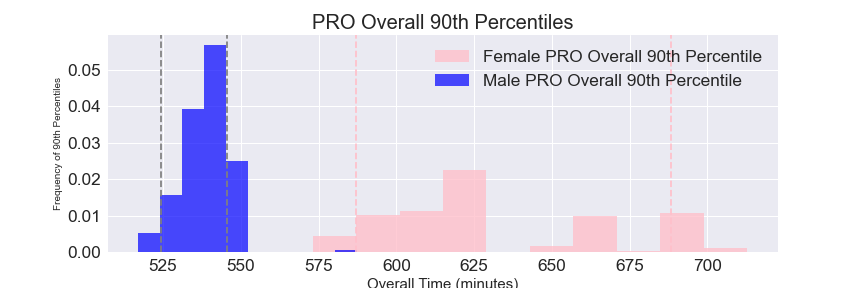 PRO Overall 90th Percentiles
Female PRO Overall 90th Percentile
Male PRO Overall 90th Percentile
Frequency of 90th Percentiles
0.05
0.04
0.03
0.02
0.01
0.00
525 550 575 600 625 650 675 700
Overall Time (minutes)